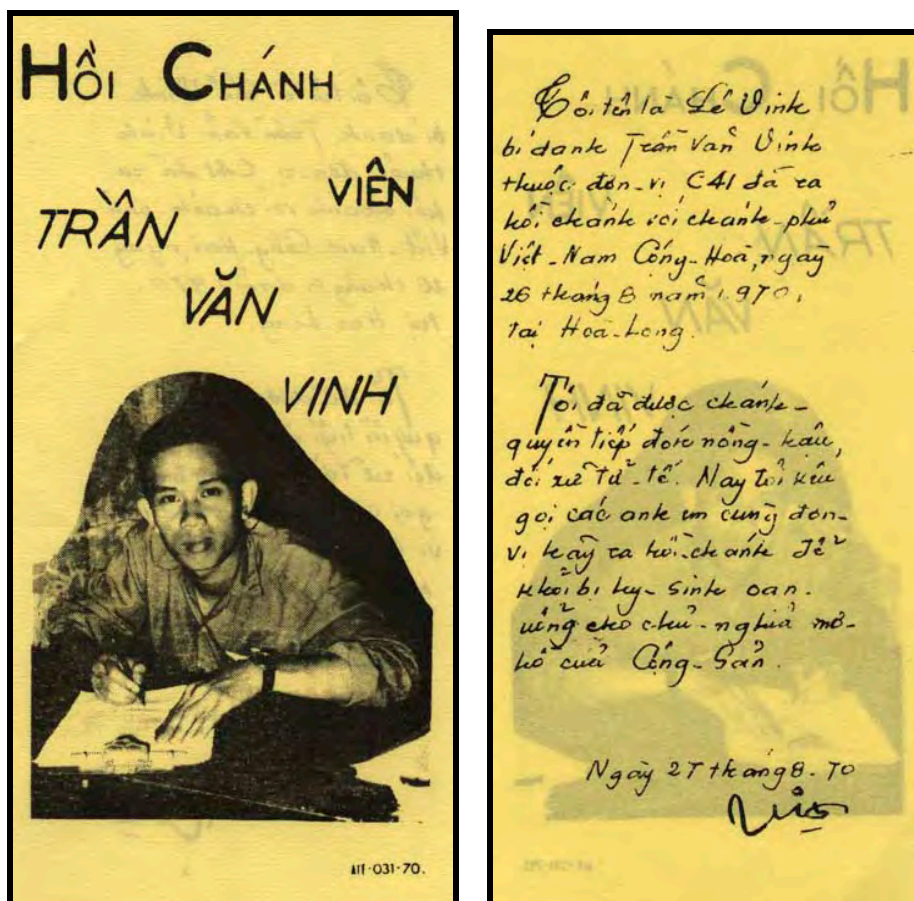 HỒI CHÁNH
VIÊN
TRẦN
VĂN
VINH
ATF-031-70.
Tôi tên là Lê Vinh
bí danh Trần Văn Vinh
thuộc đơn-vị C41 đã ra
hồi chánh với chánh-phủ
Việt-Nam Cộng-Hoà, ngày
26 tháng 8 năm 1.970,
tại Hoà-Long.
Tôi đã được chánh-
quyền tiếp đón nồng-hậu,
đối xử tử-tế. Nay tôi kêu
gọi các anh em cùng đơn-
vị hãy ra hồi-chánh để
khỏi bị hy-sinh oan.
uổng cho chủ-nghĩa mơ-
hồ của Cộng-Sản.
Ngày 27 tháng 8.70